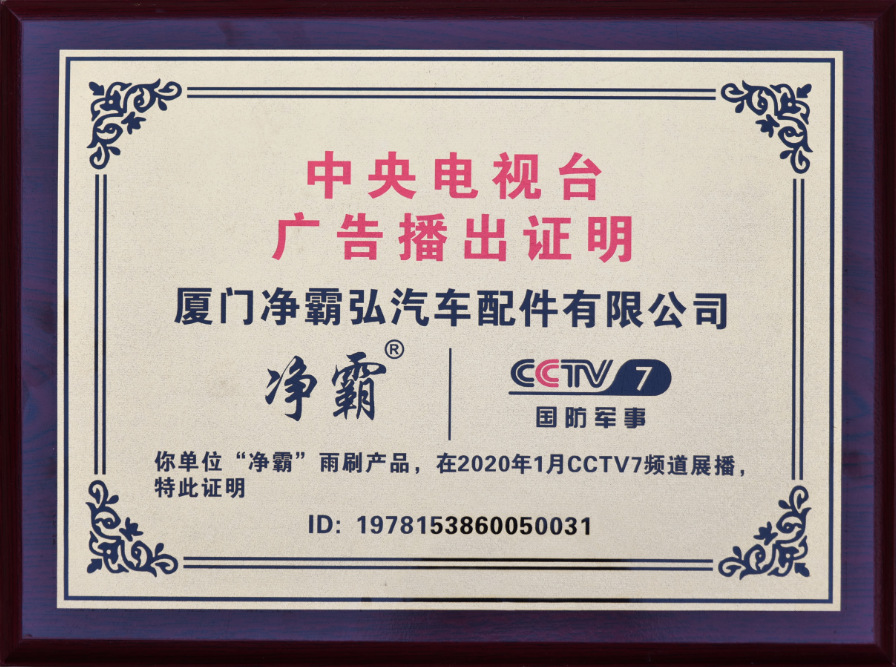 中央电视台
广告播出证明
厦门净霸弘汽车配件有限公司
净霸®
CCTV 7
国防军事
你单位“净霸”雨刷产品，在2020年1月CCTV7频道展播，
特此证明
ID: 1978153860050031